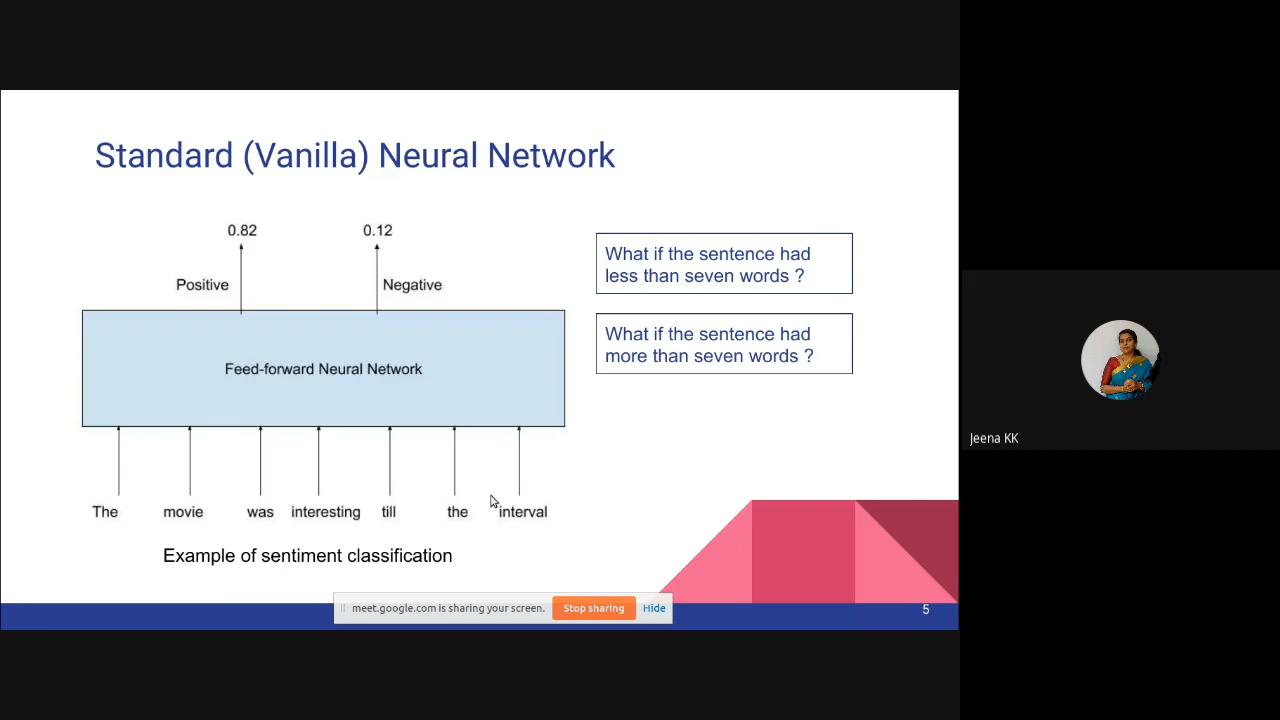 Standard (Vanilla) Neural Network
0.82 0.12
Positive Negative
Feed-forward Neural Network
The movie was interesting till the interval
Example of sentiment classification
What if the sentence had
less than seven words ?
What if the sentence had
more than seven words ?
meet.google.com is sharing your screen. Stop sharing Hide
5
Jeena KK